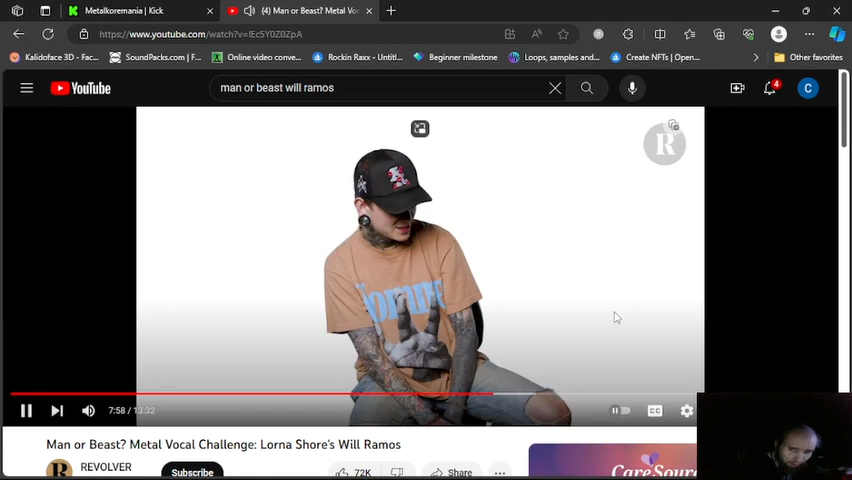 Metalkoremania | Kick
(4) Man or Beast? Metal Voc
https://www.youtube.com/watch?v=IEc5Y0Z0ZpA
Kalidoface 3D - Fac...
SoundPacks.com | F...
Online video conve...
Rockin Raxx - Untitl...
Beginner milestone
Loops, samples and...
Create NFTs | Open...
Other favorites
YouTube
man or beast will ramos
4
C
R
7:58 / 13:32
CC
Man or Beast? Metal Vocal Challenge: Lorna Shore's Will Ramos
R
REVOLVER
Subscribe
72K
Share
CareSource